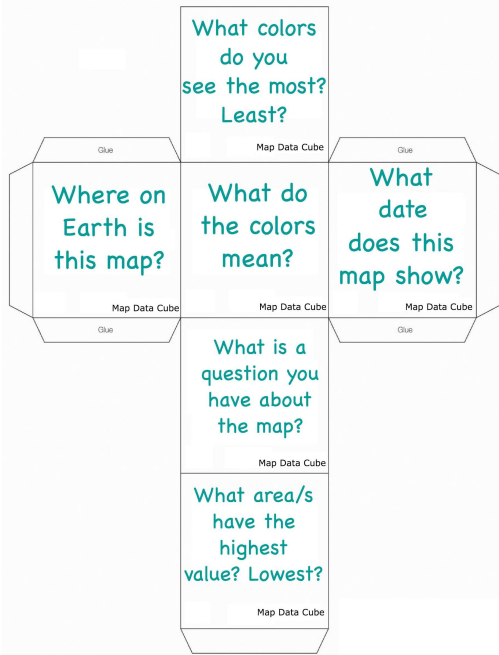 What colors
do you
see the most?
Least?
Map Data Cube
Glue
Glue
Where on
Earth is
this map?
Map Data Cube
What do
the colors
mean?
Map Data Cube
What
date
does this
map show?
Map Data Cube
Glue
Glue
What is a
question you
have about
the map?
Map Data Cube
What area/s
have the
highest
value? Lowest?
Map Data Cube